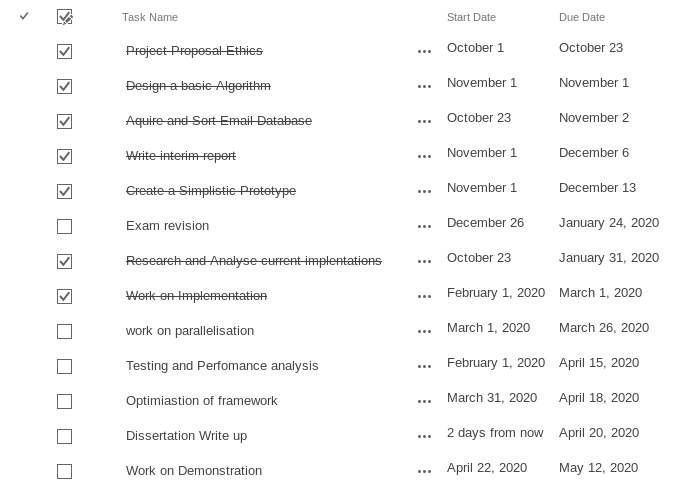 Task Name Start Date Due Date
Project Proposal Ethics ... October 1 October 23
Design a basic Algorithm ... November 1 November 1
Aquire and Sort Email Database ... October 23 November 2
Write interim report ... November 1 December 6
Create a Simplistic Prototype ... November 1 December 13
Exam revision ... December 26 January 24, 2020
Research and Analyse current implentations ... October 23 January 31, 2020
Work on Implementation ... February 1, 2020 March 1, 2020
work on parallelisation ... March 1, 2020 March 26, 2020
Testing and Perfomance analysis ... February 1, 2020 April 15, 2020
Optimiastion of framework ... March 31, 2020 April 18, 2020
Dissertation Write up ... 2 days from now April 20, 2020
Work on Demonstration ... April 22, 2020 May 12, 2020